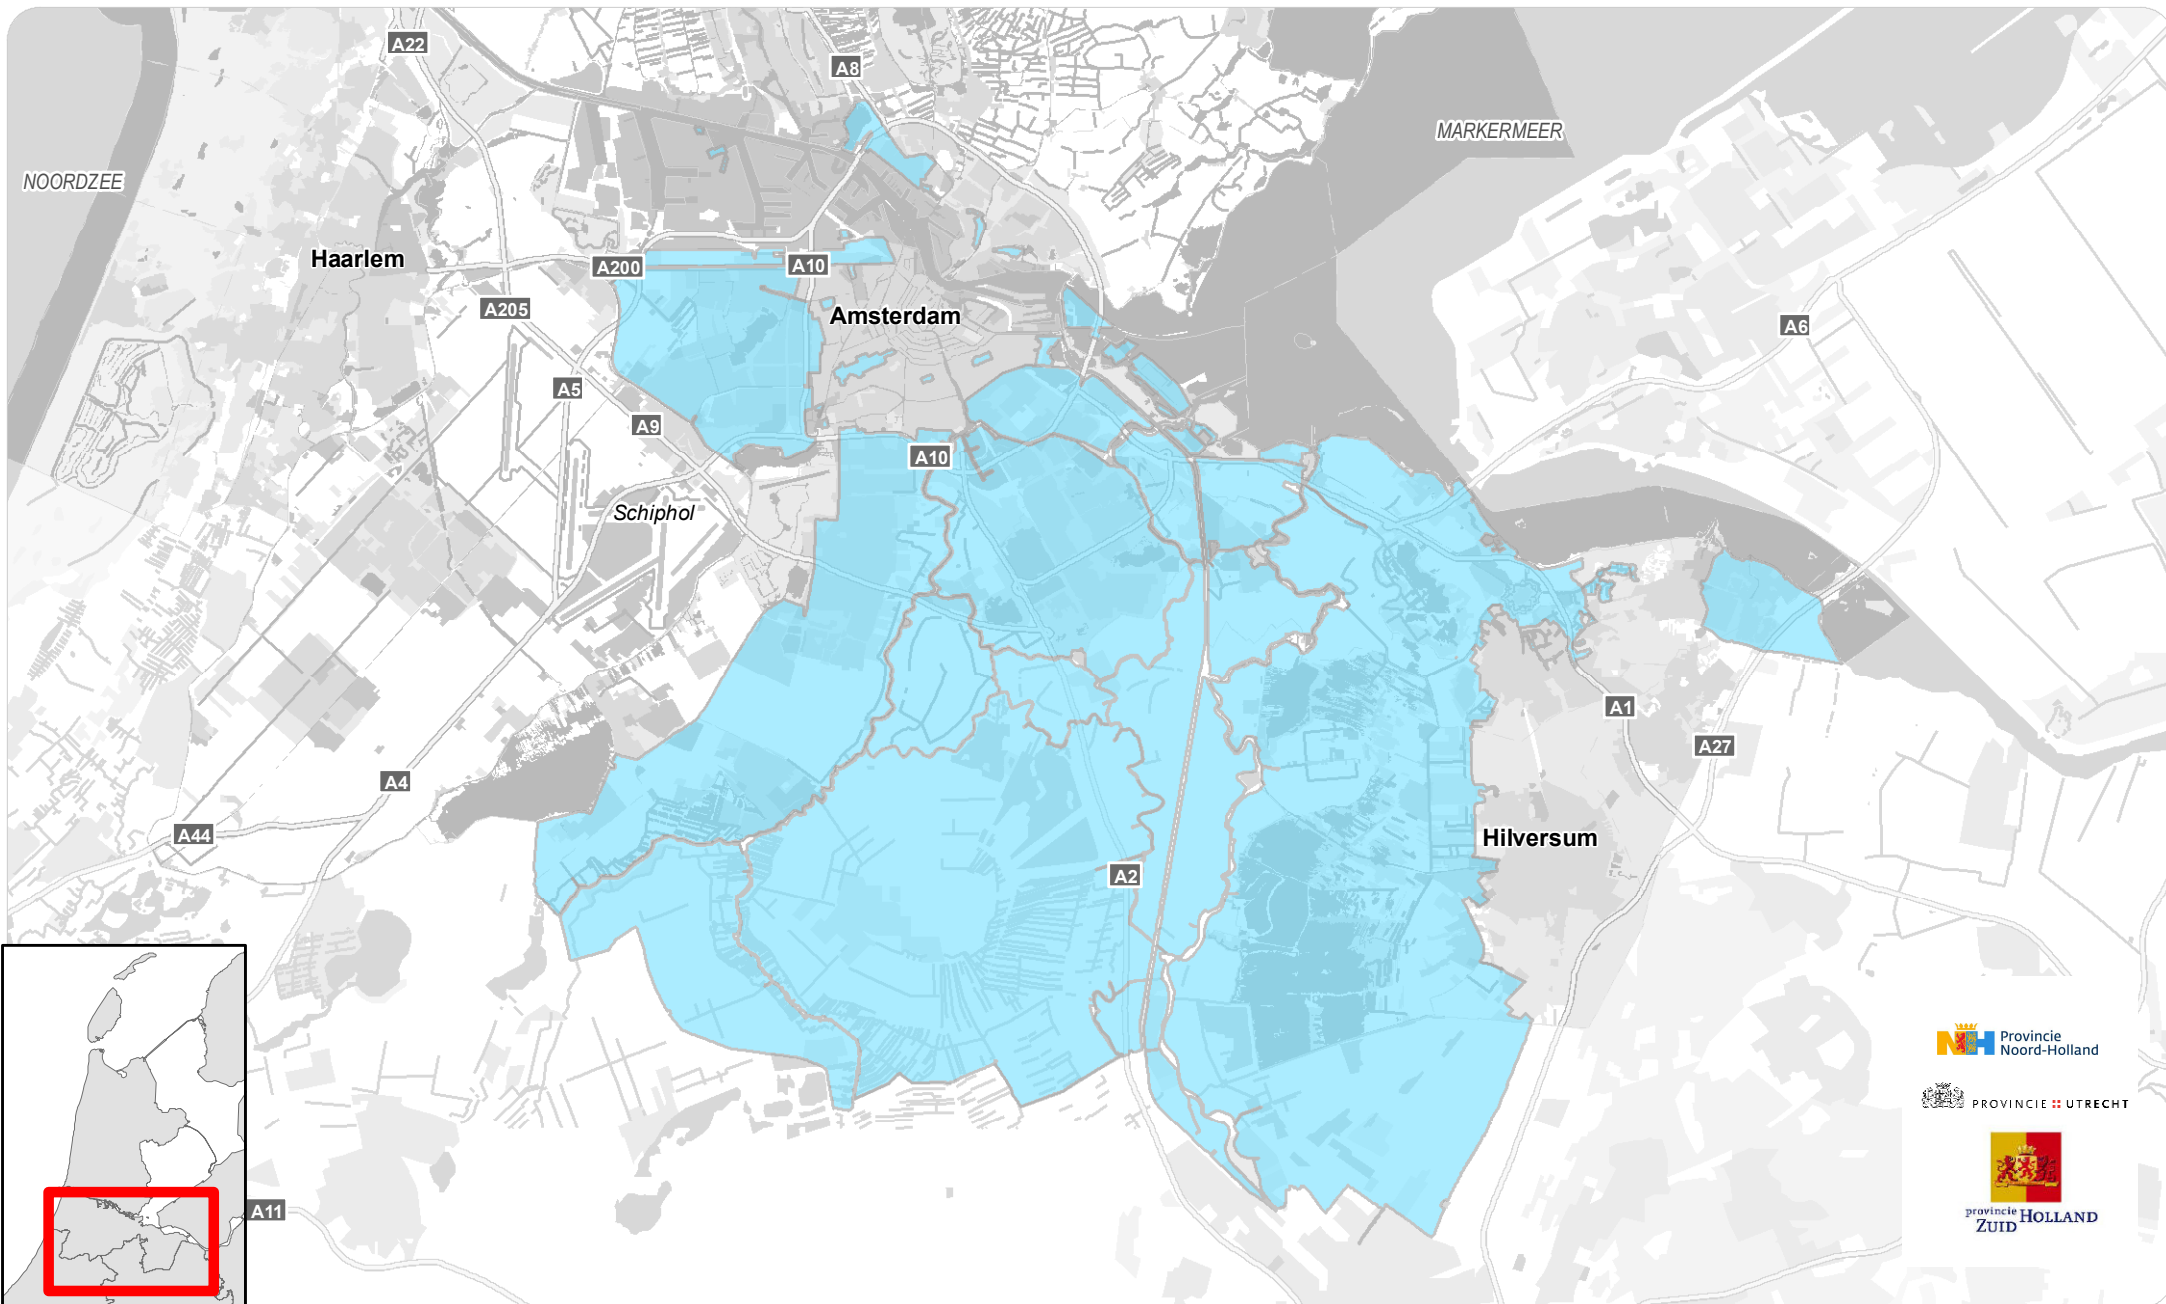 A22
A8
MARKERMEER
NOORDZEE
Haarlem
A200
A10
A205
Amsterdam
A6
A5
A9
A10
Schiphol
A1
A27
A4
A44
Hilversum
A2
Provincie
Noord-Holland
PROVINCIE UTRECHT
provincie
ZUID HOLLAND
A11